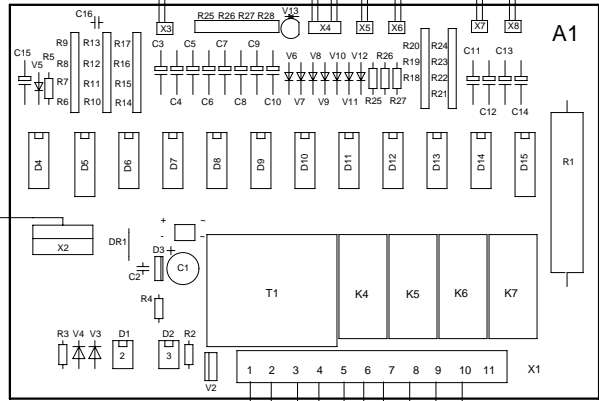 C16 X3 R25 R26 R27 R28 V13 X4 X5 X6 X7 X8
A1
C15 V5 R5 R9 R13 R17 C3 C5 C7 C9 V6 V8 V10 V12 R26 R20 R24 C11 C13
R8 R12 R16 R19 R23
R7 R11 R15 R18 R22
R6 R10 R14 C4 C6 C8 C10 V7 V9 V11 R25 R27 R21 C12 C14
D4 D5 D6 D7 D8 D9 D10 D11 D12 D13 D14 D15 R1
X2 DR1 + ~
- ~
D3 +
C2 C1
R4 T1 K4 K5 K6 K7
R3 V4 V3 D1 D2 R2
2 3
V2 1 2 3 4 5 6 7 8 9 10 11 X1